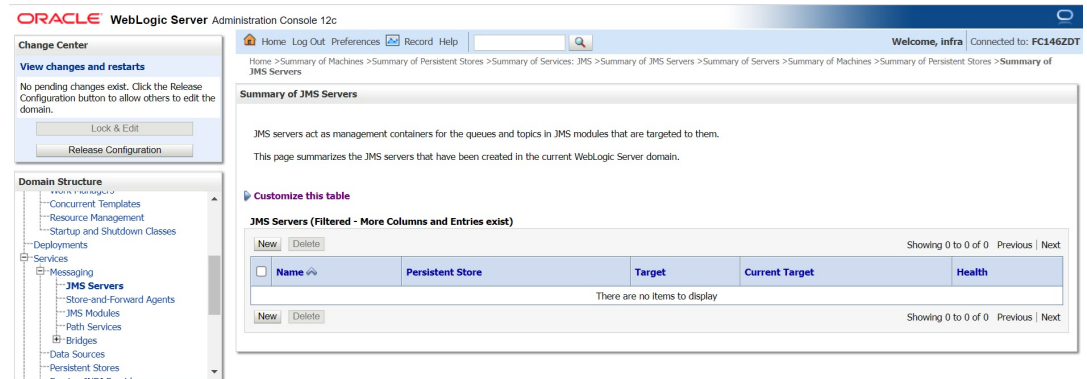 ORACLE WebLogic Server Administration Console 12c
Change Center
View changes and restarts
No pending changes exist. Click the Release
Configuration button to allow others to edit the
domain.
Lock & Edit
Release Configuration
Domain Structure
Work Managers
Concurrent Templates
Resource Management
Startup and Shutdown Classes
Deployments
Services
Messaging
JMS Servers
Store-and-Forward Agents
JMS Modules
Path Services
Bridges
Data Sources
Persistent Stores
Home Log Out Preferences Record Help
Welcome, infra Connected to: FC146ZDT
Home >Summary of Machines >Summary of Persistent Stores >Summary of Services: JMS >Summary of JMS Servers >Summary of Servers >Summary of Machines >Summary of Persistent Stores >Summary of
JMS Servers
Summary of JMS Servers
JMS servers act as management containers for the queues and topics in JMS modules that are targeted to them.
This page summarizes the JMS servers that have been created in the current WebLogic Server domain.
Customize this table
JMS Servers (Filtered - More Columns and Entries exist)
New Delete Showing 0 to 0 of 0 Previous | Next
Name Persistent Store Target Current Target Health
There are no items to display
New Delete Showing 0 to 0 of 0 Previous | Next